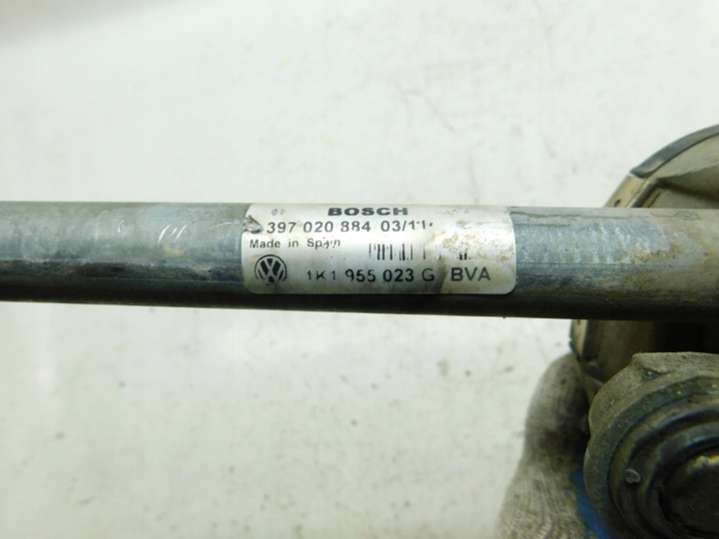 BOSCH
397 020 884 03/11
Made in Spain
1K1 955 023 G BVA